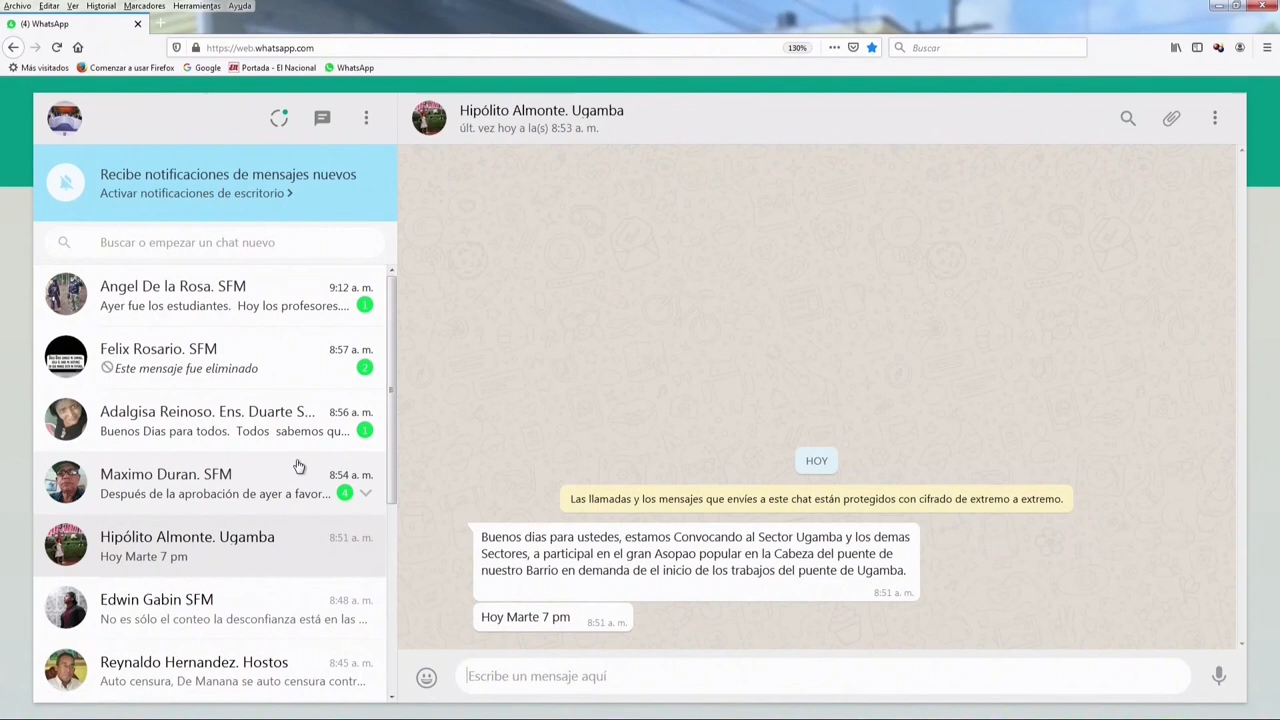 Archivo Editar Ver Historial Marcadores Herramientas Ayuda
(4) WhatsApp
https://web.whatsapp.com
130%
Buscar
Más visitados Comenzar a usar Firefox Google Portada - El Nacional WhatsApp
Hipólito Almonte. Ugamba
últ. vez hoy a la(s) 8:53 a. m.
Recibe notificaciones de mensajes nuevos
Activar notificaciones de escritorio >
Buscar o empezar un chat nuevo
Angel De la Rosa. SFM 9:12 a. m.
Ayer fue los estudiantes. Hoy los profesores.... 1
Felix Rosario. SFM 8:57 a. m.
Este mensaje fue eliminado 2
Adalgisa Reinoso. Ens. Duarte S... 8:56 a. m.
Buenos Dias para todos. Todos sabemos qu... 1
Maximo Duran. SFM 8:54 a. m.
Después de la aprobación de ayer a favor... 4
Hipólito Almonte. Ugamba 8:51 a. m.
Hoy Marte 7 pm
Edwin Gabin SFM 8:48 a. m.
No es sólo el conteo la desconfianza está en las ...
Reynaldo Hernandez. Hostos 8:45 a. m.
Auto censura, De Manana se auto censura contr...
HOY
Las llamadas y los mensajes que envíes a este chat están protegidos con cifrado de extremo a extremo.
Buenos dias para ustedes, estamos Convocando al Sector Ugamba y los demas
Sectores, a participal en el gran Asopao popular en la Cabeza del puente de
nuestro Barrio en demanda de el inicio de los trabajos del puente de Ugamba.
8:51 a. m.
Hoy Marte 7 pm 8:51 a. m.
Escribe un mensaje aquí